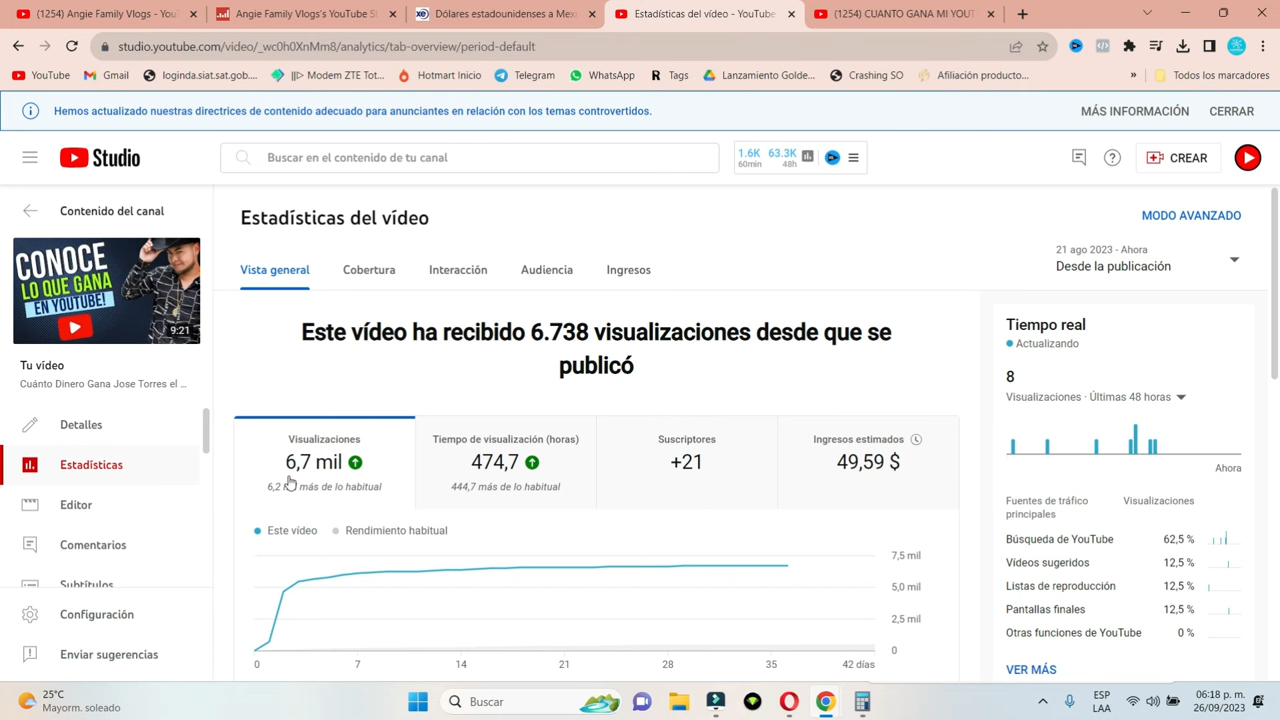 (1254) Angie Family Vlogs - YouT
Angie Family Vlogs's YouTube St
Dólares estadounidenses a Mex
Estadísticas del vídeo - YouTube
(1254) CUANTO GANA MI YOUT
studio.youtube.com/video/_wc0h0XnMm8/analytics/tab-overview/period-default
YouTube
Gmail
loginda.siat.sat.gob....
||▷ Modem ZTE Tot...
Hotmart Inicio
Telegram
WhatsApp
Tags
Lanzamiento Golde...
Crashing SO
Afiliación producto...
»
Todos los marcadores
Hemos actualizado nuestras directrices de contenido adecuado para anunciantes en relación con los temas controvertidos.
MÁS INFORMACIÓN
CERRAR
Studio
Buscar en el contenido de tu canal
1.6K 63.3K
60min 48h
CREAR
Contenido del canal
CONOCE
LO QUE GANA
EN YOUTUBE!
9:21
Tu vídeo
Cuánto Dinero Gana Jose Torres el ...
Detalles
Estadísticas
Editor
Comentarios
Subtítulos
Configuración
Enviar sugerencias
Estadísticas del vídeo
MODO AVANZADO
Vista general
Cobertura
Interacción
Audiencia
Ingresos
21 ago 2023 - Ahora
Desde la publicación
Este vídeo ha recibido 6.738 visualizaciones desde que se
publicó
Visualizaciones
6,7 mil
6,2 más de lo habitual
Tiempo de visualización (horas)
474,7
444,7 más de lo habitual
Suscriptores
+21
Ingresos estimados
49,59 $
Este vídeo
Rendimiento habitual
7,5 mil
5,0 mil
2,5 mil
0
0 7 14 21 28 35 42 días
Tiempo real
Actualizando
8
Visualizaciones · Últimas 48 horas
Ahora
Fuentes de tráfico
principales
Visualizaciones
Búsqueda de YouTube 62,5 %
Vídeos sugeridos 12,5 %
Listas de reproducción 12,5 %
Pantallas finales 12,5 %
Otras funciones de YouTube 0 %
VER MÁS
25°C
Mayorm. soleado
Buscar
ESP
LAA
06:18 p. m.
26/09/2023